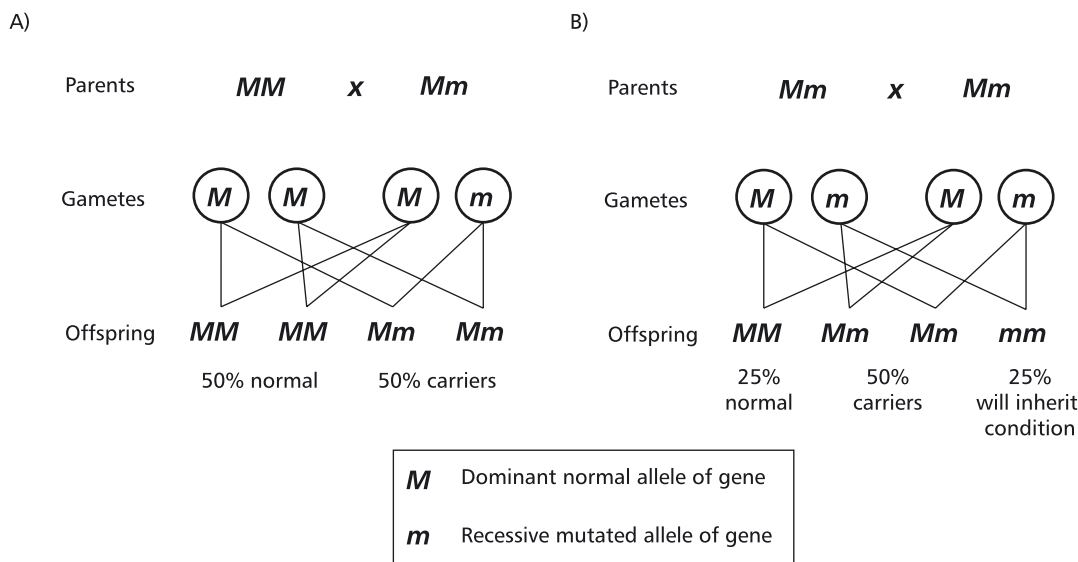 A)
Parents MM x Mm
Gametes M M M m
Offspring MM MM Mm Mm
50% normal 50% carriers
B)
Parents Mm x Mm
Gametes M m M m
Offspring MM Mm Mm mm
25% 50% 25%
normal carriers will inherit
condition
M Dominant normal allele of gene
m Recessive mutated allele of gene